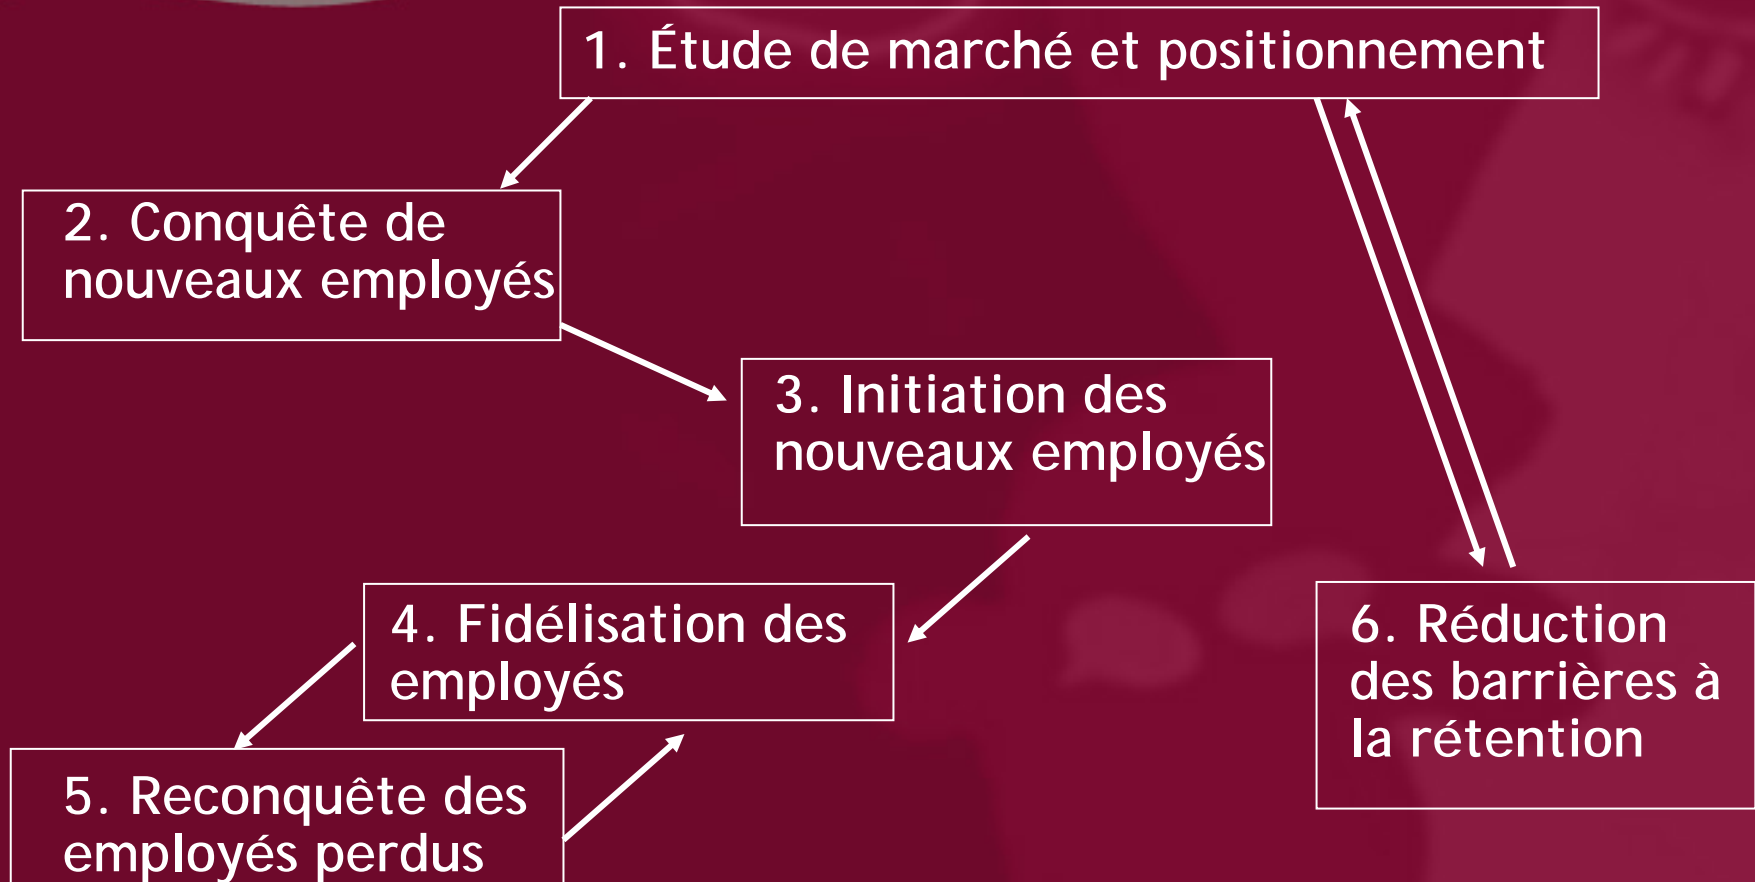 1. Étude de marché et positionnement
2. Conquête de
nouveaux employés
3. Initiation des
nouveaux employés
4. Fidélisation des
employés
6. Réduction
des barrières à
la rétention
5. Reconquête des
employés perdus